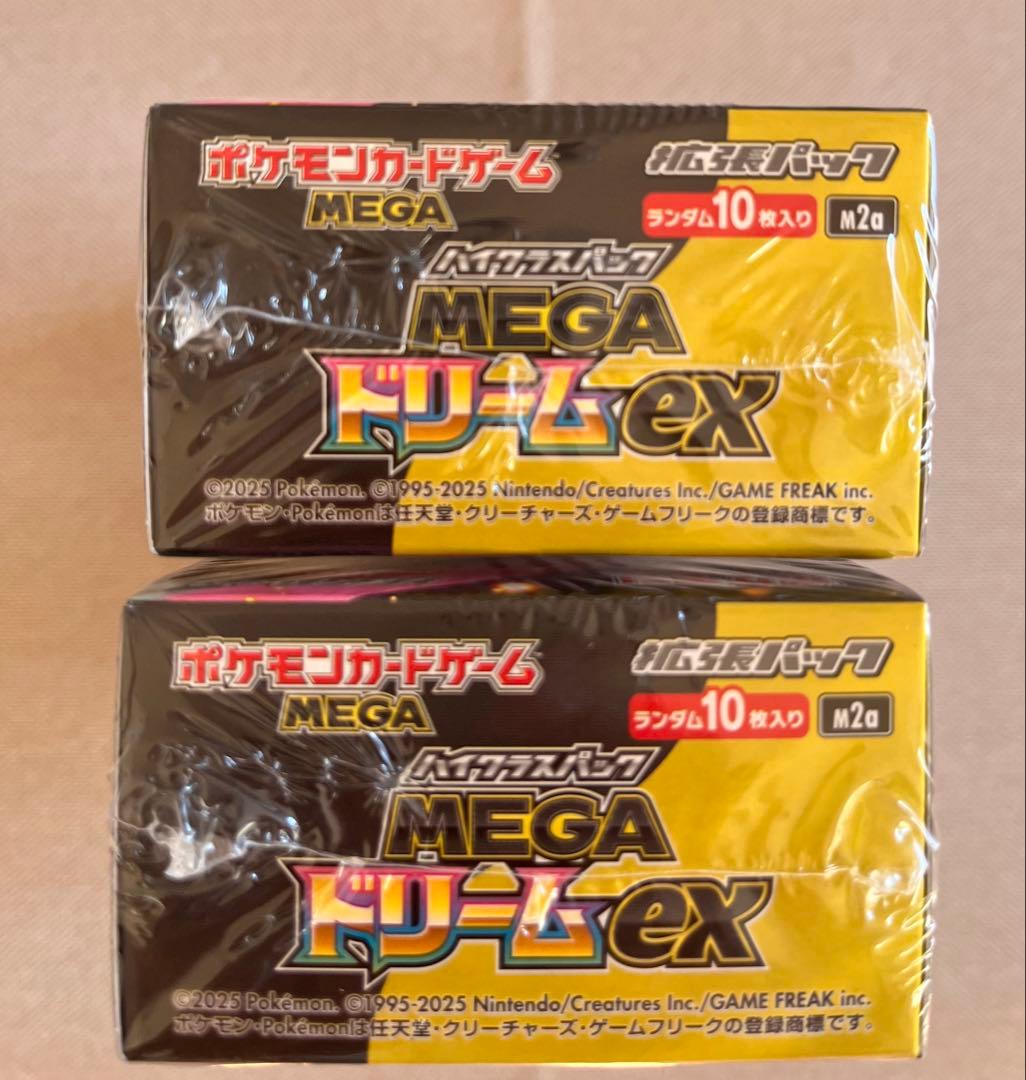 ポケモンカードゲーム
MEGA
拡張パック
ランダム10枚入り M2a
ハイクラスパック
MEGA
ドリームex
©2025 Pokémon. ©1995-2025 Nintendo/Creatures Inc./GAME FREAK inc.
ポケモン・Pokémonは任天堂・クリーチャーズ・ゲームフリークの登録商標です。
ポケモンカードゲーム
MEGA
拡張パック
ランダム10枚入り M2a
ハイクラスパック
MEGA
ドリームex
©2025 Pokémon. ©1995-2025 Nintendo/Creatures Inc./GAME FREAK inc.
ポケモン・Pokémonは任天堂・クリーチャーズ・ゲームフリークの登録商標です。